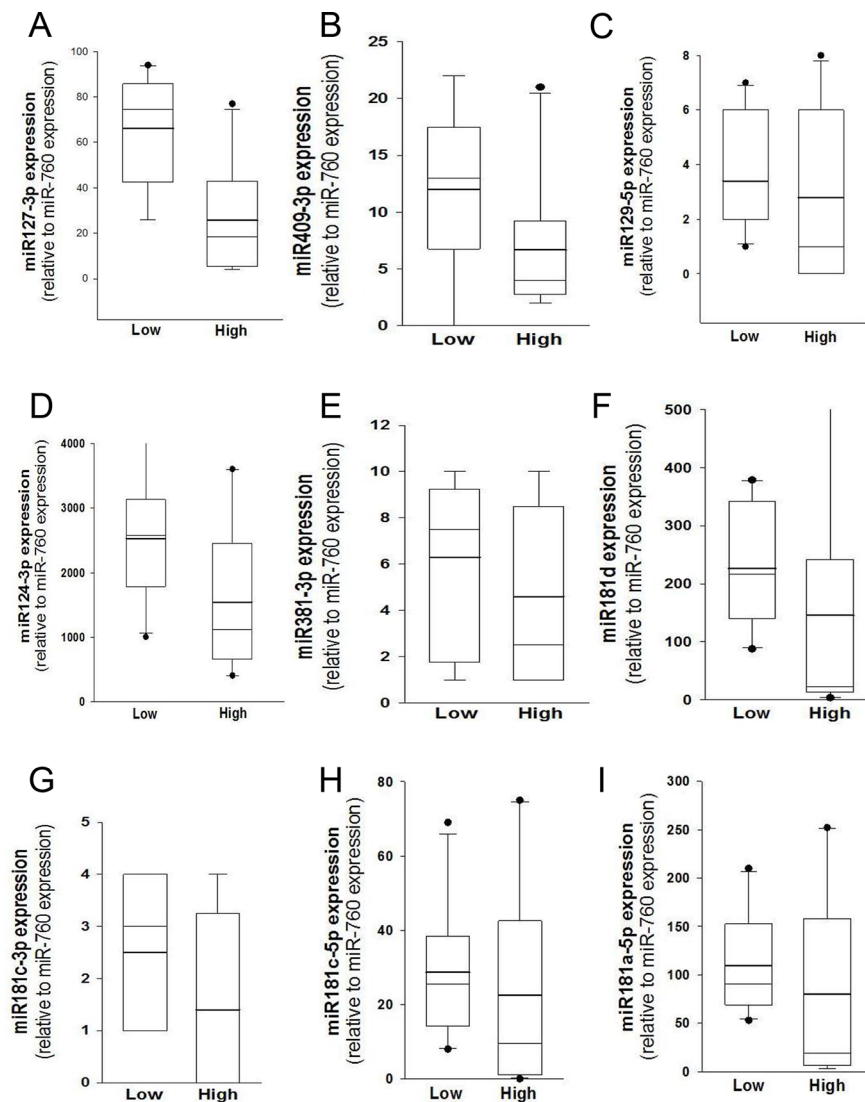 A
miR127-3p expression
(relative to miR-760 expression)
100
80
60
40
20
0
Low High
B
miR409-3p expression
(relative to miR-760 expression)
25
20
15
10
5
0
Low High
C
miR129-5p expression
(relative to miR-760 expression)
8
6
4
2
0
Low High
D
miR124-3p expression
(relative to miR-760 expression)
4000
3000
2000
1000
0
Low High
E
miR381-3p expression
(relative to miR-760 expression)
12
10
8
6
4
2
0
Low High
F
miR181d expression
(relative to miR-760 expression)
500
400
300
200
100
0
Low High
G
miR181c-3p expression
(relative to miR-760 expression)
5
4
3
2
1
0
Low High
H
miR181c-5p expression
(relative to miR-760 expression)
80
60
40
20
0
Low High
I
miR181a-5p expression
(relative to miR-760 expression)
300
250
200
150
100
50
0
Low High